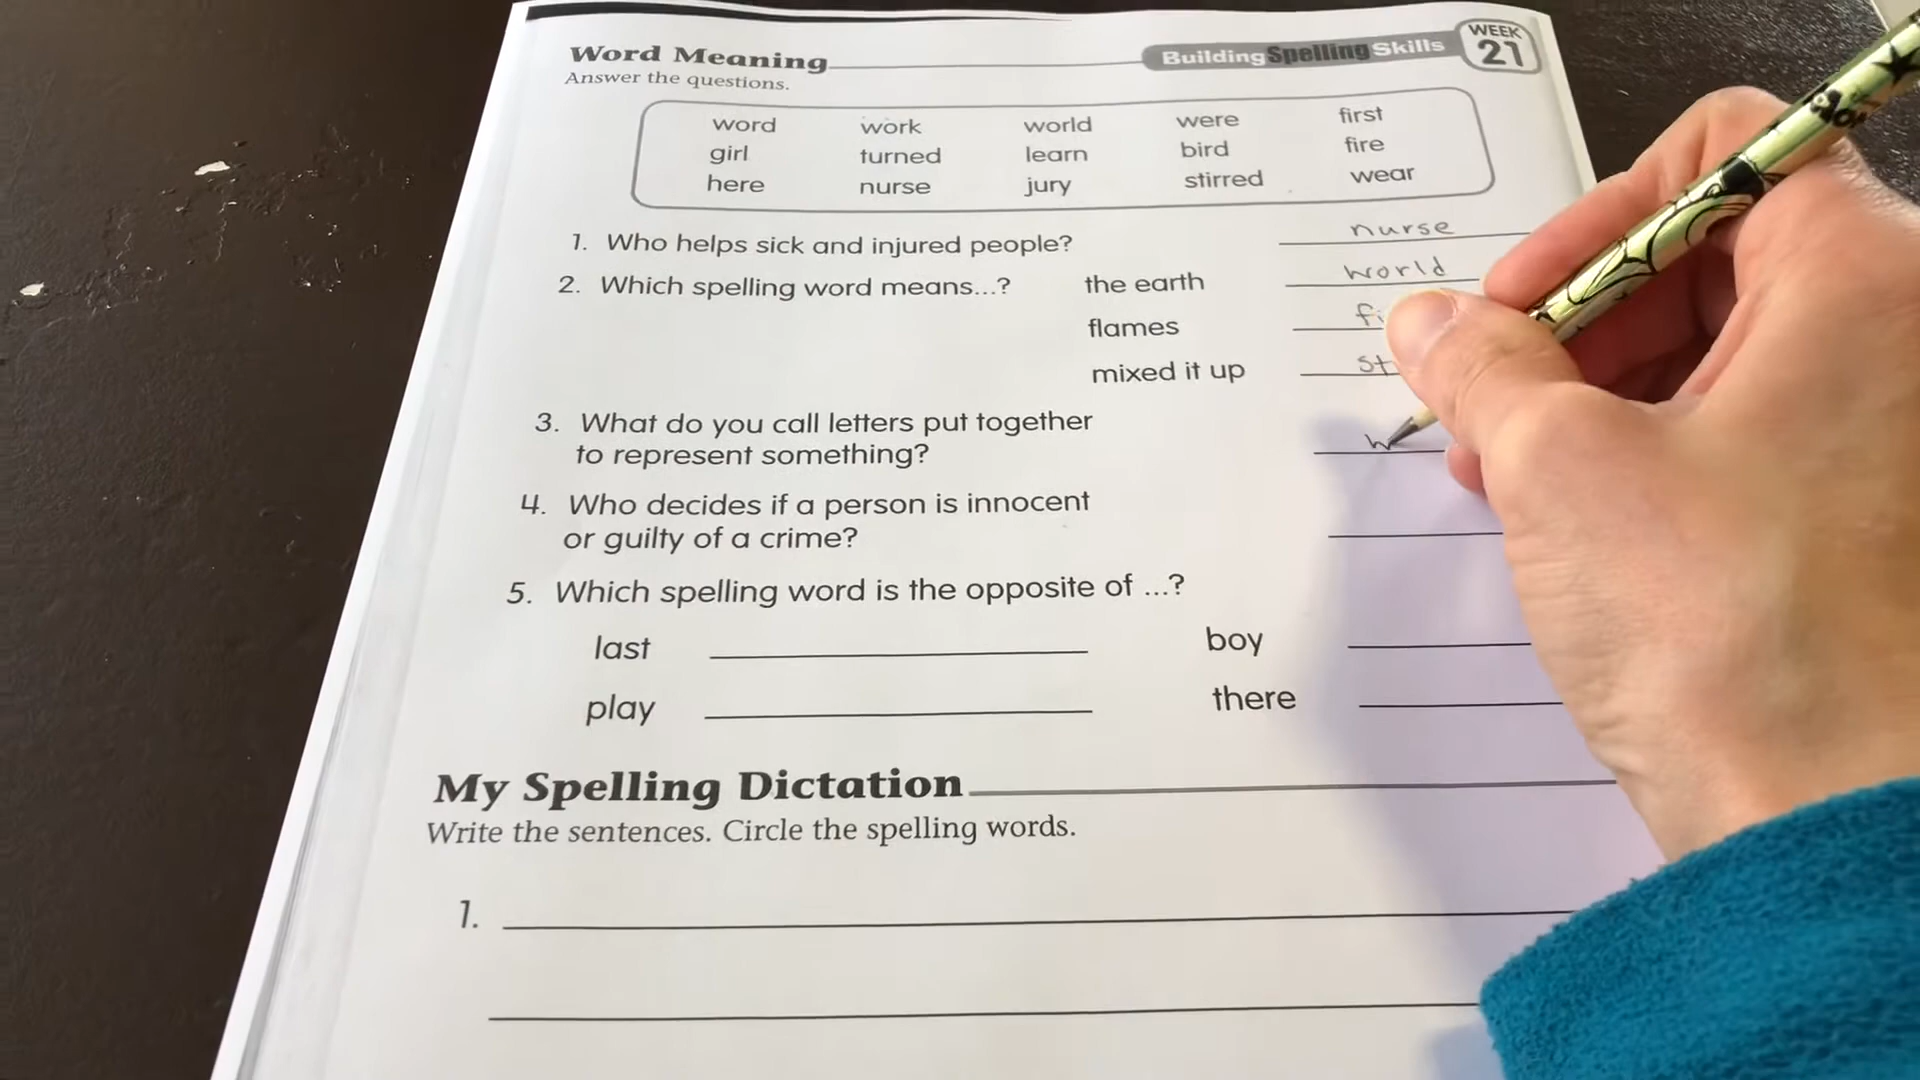 Word Meaning
Building Spelling Skills
WEEK 21
Answer the questions.
word work world were first
girl turned learn bird fire
here nurse jury stirred wear
1. Who helps sick and injured people? nurse
2. Which spelling word means...? the earth world
flames
mixed it up
3. What do you call letters put together
to represent something? w
4. Who decides if a person is innocent
or guilty of a crime?
5. Which spelling word is the opposite of ...?
last boy
play there
My Spelling Dictation
Write the sentences. Circle the spelling words.
1.